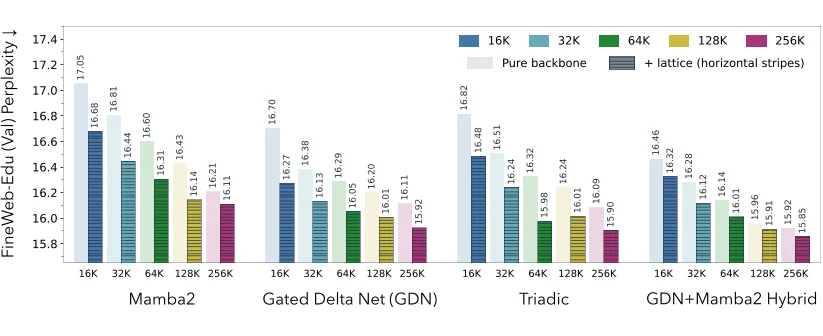 FineWeb-Edu (Val) Perplexity ↓
17.4
17.2
17.0
16.8
16.6
16.4
16.2
16.0
15.8
16K 32K 64K 128K 256K
Pure backbone + lattice (horizontal stripes)
17.05 16.68 16.81 16.44 16.60 16.31 16.43 16.14 16.21 16.11
16.70 16.27 16.38 16.13 16.29 16.05 16.20 16.01 16.11 15.92
16.82 16.48 16.51 16.24 16.32 15.98 16.24 16.01 16.09 15.90
16.46 16.32 16.28 16.12 16.14 16.01 15.96 15.91 15.92 15.85
16K 32K 64K 128K 256K 16K 32K 64K 128K 256K 16K 32K 64K 128K 256K 16K 32K 64K 128K 256K
Mamba2 Gated Delta Net (GDN) Triadic GDN+Mamba2 Hybrid